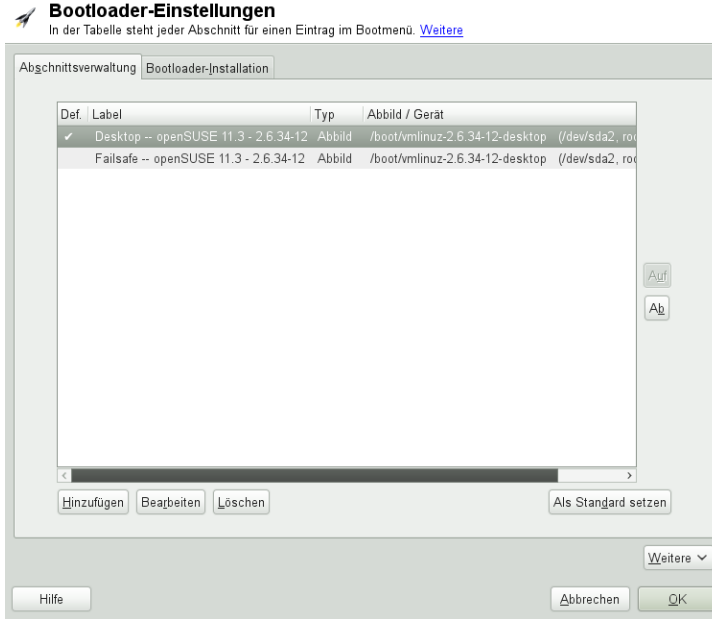 Bootloader-Einstellungen
In der Tabelle steht jeder Abschnitt für einen Eintrag im Bootmenü. Weitere
Abschnittsverwaltung Bootloader-Installation
Def. Label Typ Abbild / Gerät
✔ Desktop -- openSUSE 11.3 - 2.6.34-12 Abbild /boot/vmlinuz-2.6.34-12-desktop (/dev/sda2, roo
Failsafe -- openSUSE 11.3 - 2.6.34-12 Abbild /boot/vmlinuz-2.6.34-12-desktop (/dev/sda2, roo
Auf
Ab
Hinzufügen Bearbeiten Löschen Als Standard setzen
Weitere
Hilfe Abbrechen OK